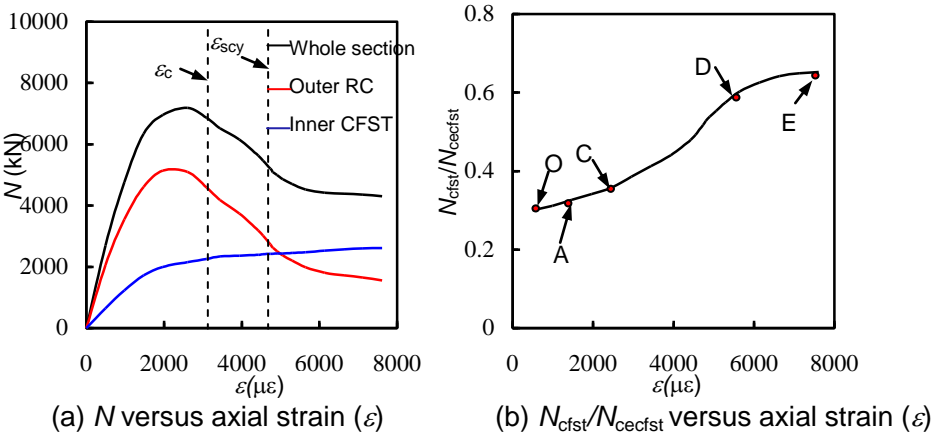 10000
8000
6000
4000
2000
0
N (kN)
εc
εscy
Whole section
Outer RC
Inner CFST
0 2000 4000 6000 8000
ε(με)
(a) N versus axial strain (ε)
0.8
0.6
0.4
0.2
0
Ncfst/Ncecfst
O
A
C
D
E
0 2000 4000 6000 8000
ε(με)
(b) Ncfst/Ncecfst versus axial strain (ε)